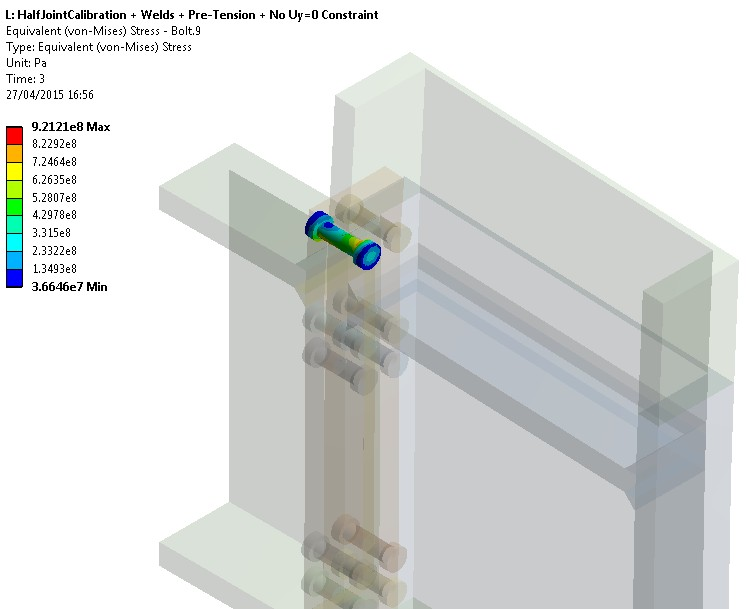 L: HalfJointCalibration + Welds + Pre-Tension + No Uy=0 Constraint
Equivalent (von-Mises) Stress - Bolt.9
Type: Equivalent (von-Mises) Stress
Unit: Pa
Time: 3
27/04/2015 16:56
9.2121e8 Max
8.2292e8
7.2464e8
6.2635e8
5.2807e8
4.2978e8
3.315e8
2.3322e8
1.3493e8
3.6646e7 Min